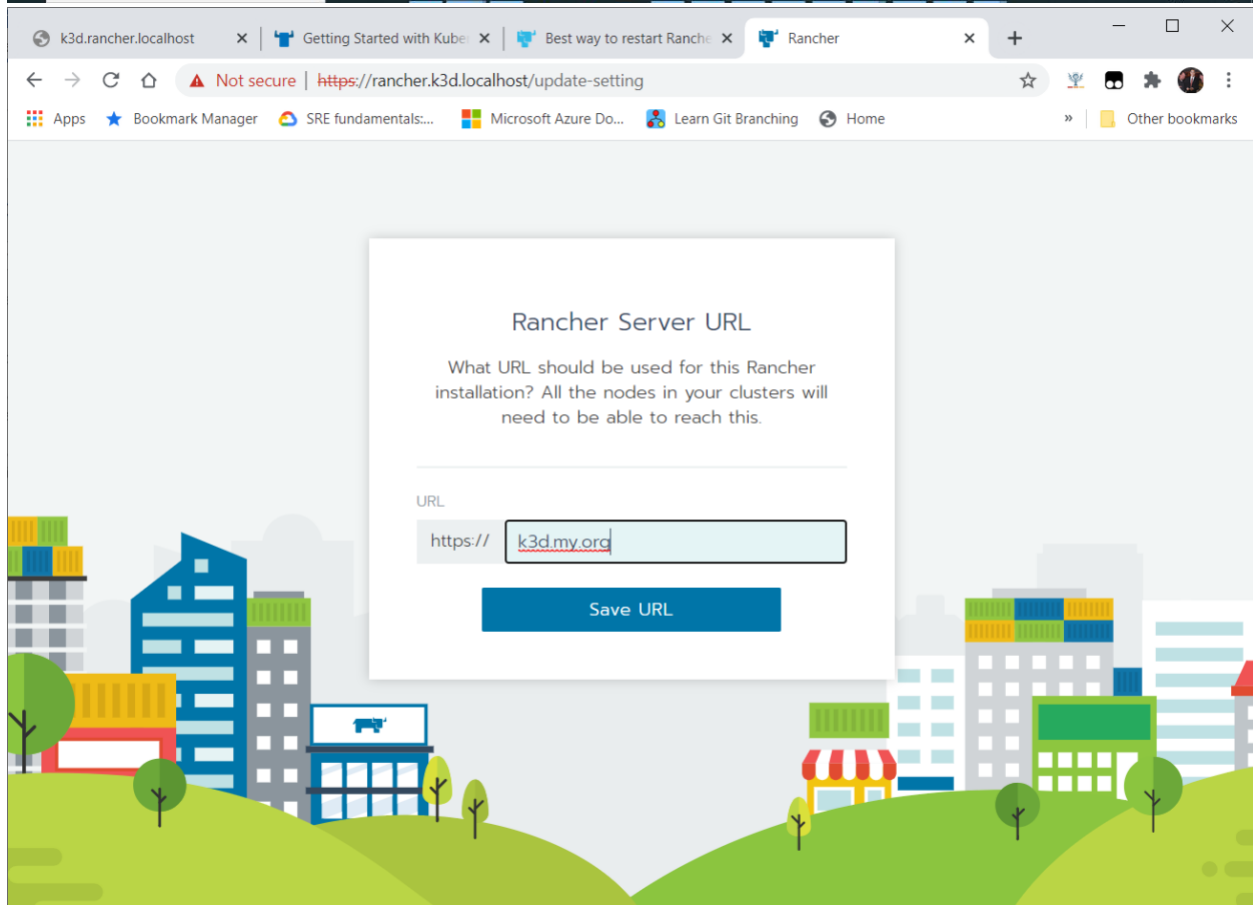 k3d.rancher.localhost
Getting Started with Kube
Best way to restart Ranche
Rancher
Not secure | https://rancher.k3d.localhost/update-setting
Apps Bookmark Manager SRE fundamentals:... Microsoft Azure Do... Learn Git Branching Home » Other bookmarks
Rancher Server URL
What URL should be used for this Rancher
installation? All the nodes in your clusters will
need to be able to reach this.
URL
https:// k3d.my.org
Save URL